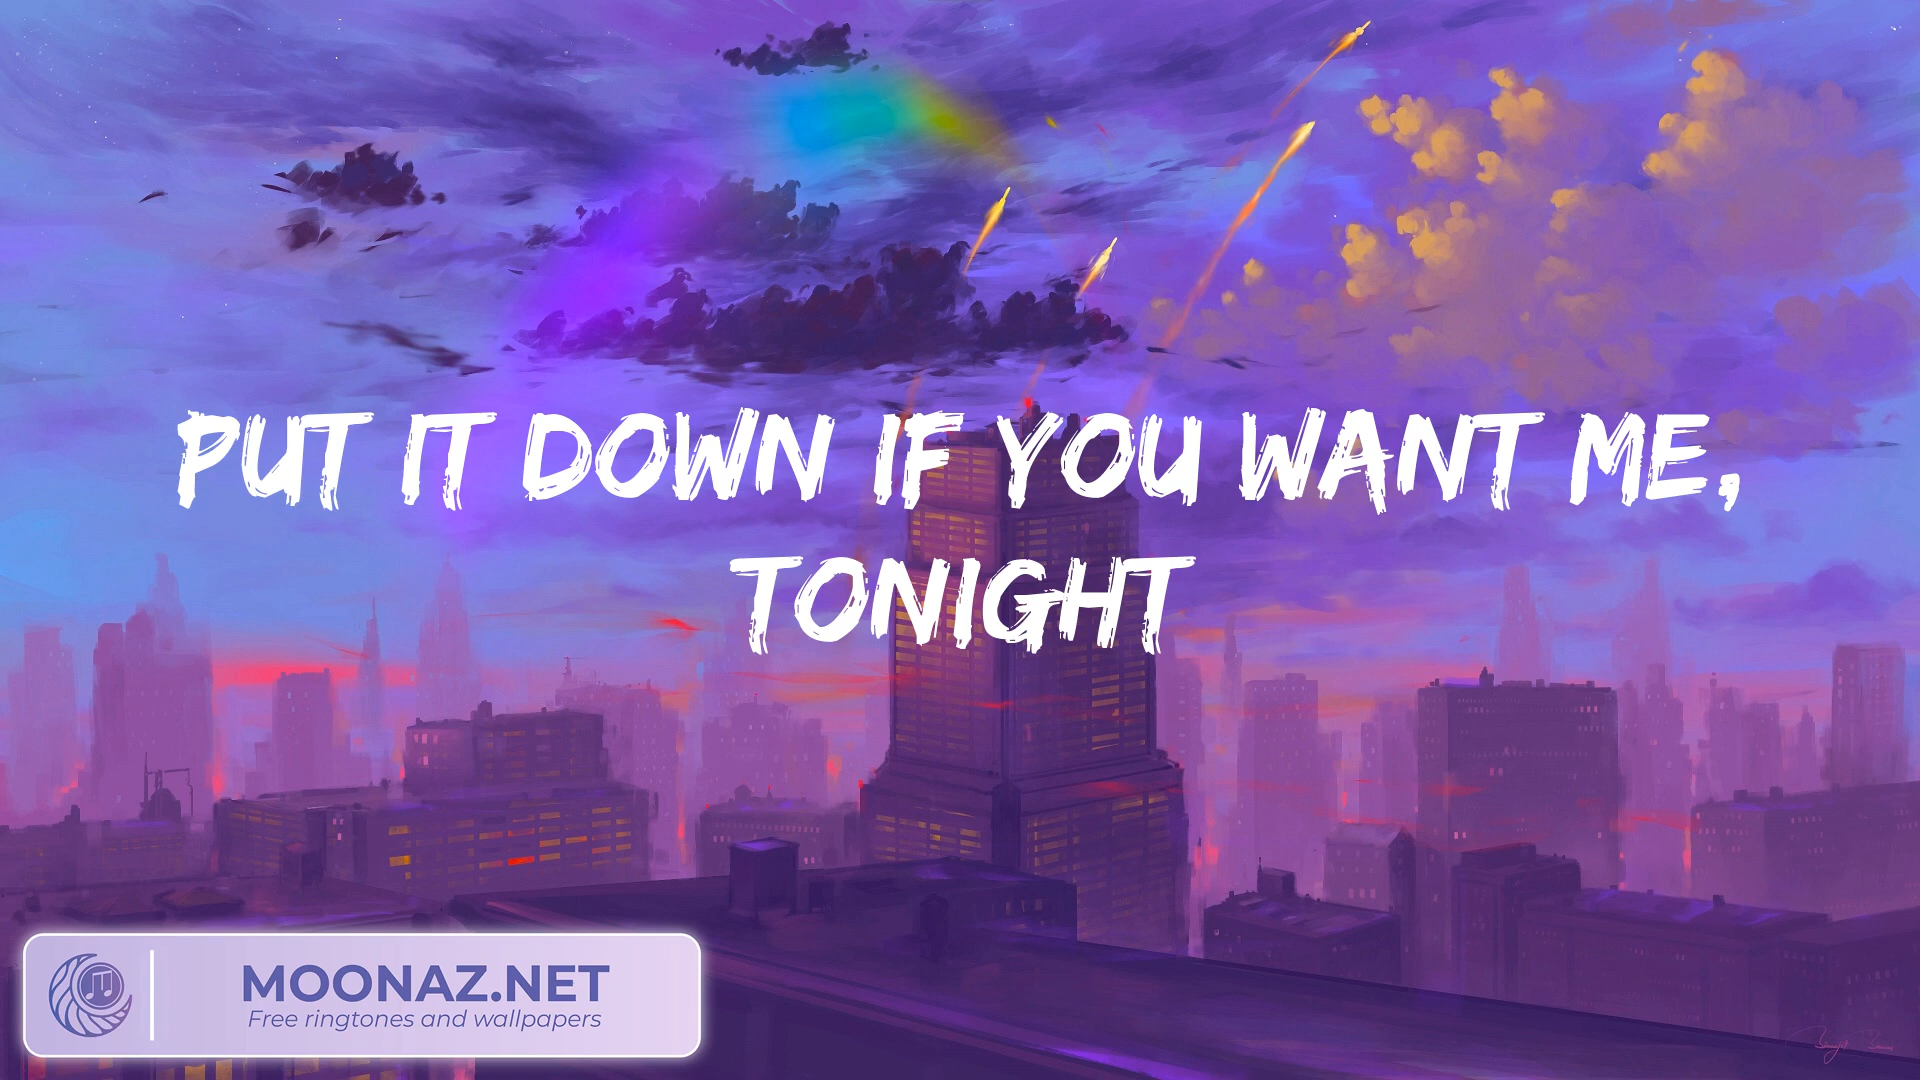 PUT IT DOWN IF YOU WANT ME,
TONIGHT
MOONAZ.NET
Free ringtones and wallpapers